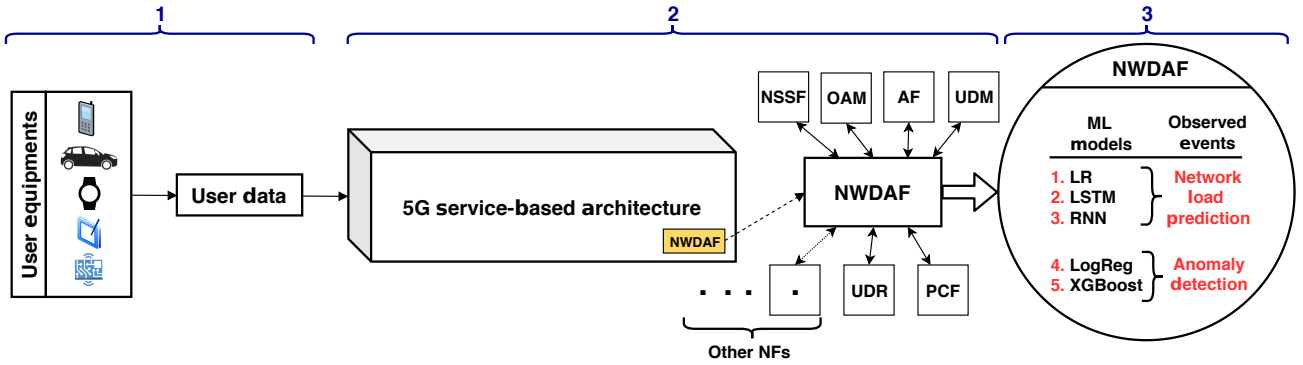 1
2
3
User equipments
User data
5G service-based architecture
NWDAF
NSSF
OAM
AF
UDM
NWDAF
. . .
.
UDR
PCF
Other NFs
NWDAF
ML
models
Observed
events
1. LR
2. LSTM
3. RNN
Network
load
prediction
4. LogReg
5. XGBoost
Anomaly
detection